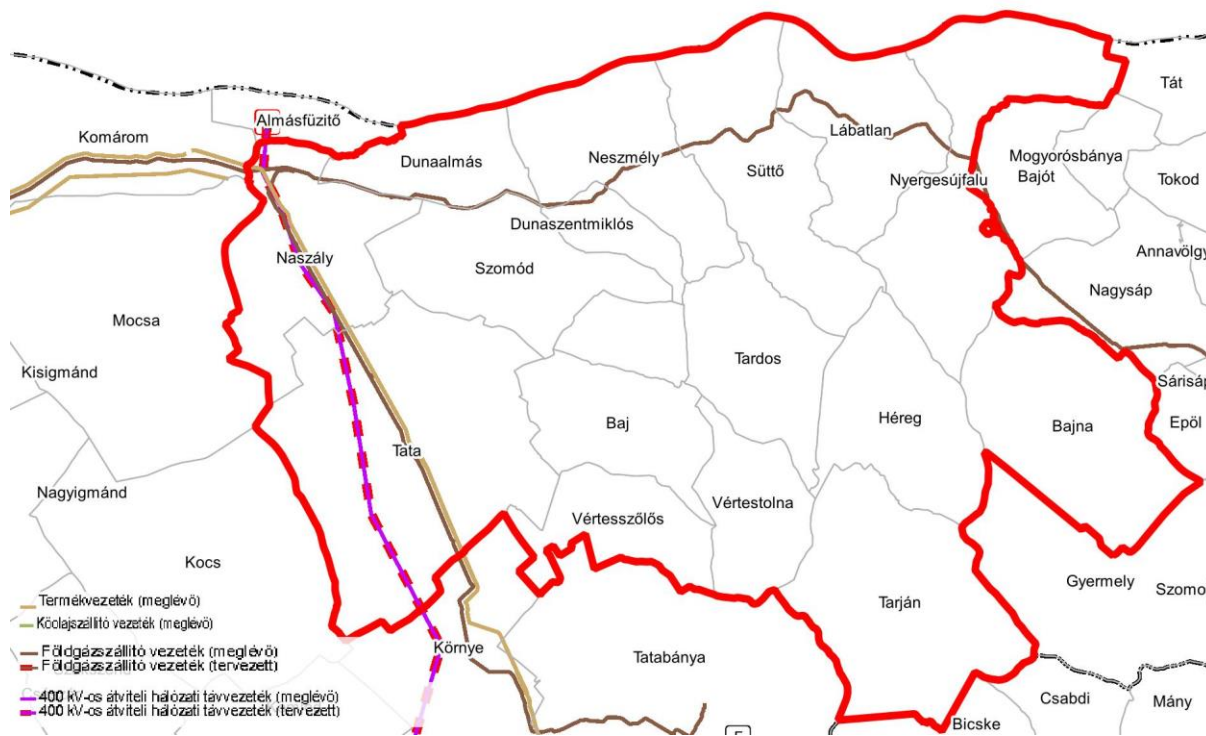 Tát
Almásfüzitő
Komárom
Lábatlan
Dunaalmás
Neszmély
Mogyorósbánya
Süttő
Bajót
Nyergesújfalu
Tokod
Dunaszentmiklós
Annavölgy
Naszály
Szomód
Nagysáp
Mocsa
Tardos
Kisigmánd
Sárisáp
Héreg
Baj
Bajna
Epöl
Tata
Nagyigmánd
Vértestolna
Vértesszőlős
Kocs
Gyermely
Szomo
Tarján
Termékvezeték (meglévő)
Kőolajszállító vezeték (meglévő)
Környe
Földgázszállító vezeték (meglévő)
Tatabánya
Földgázszállító vezeték (tervezett)
400 kV-os átviteli hálózati távvezeték (meglévő)
Csabdi
Mány
400 kV-os átviteli hálózati távvezeték (tervezett)
Bicske